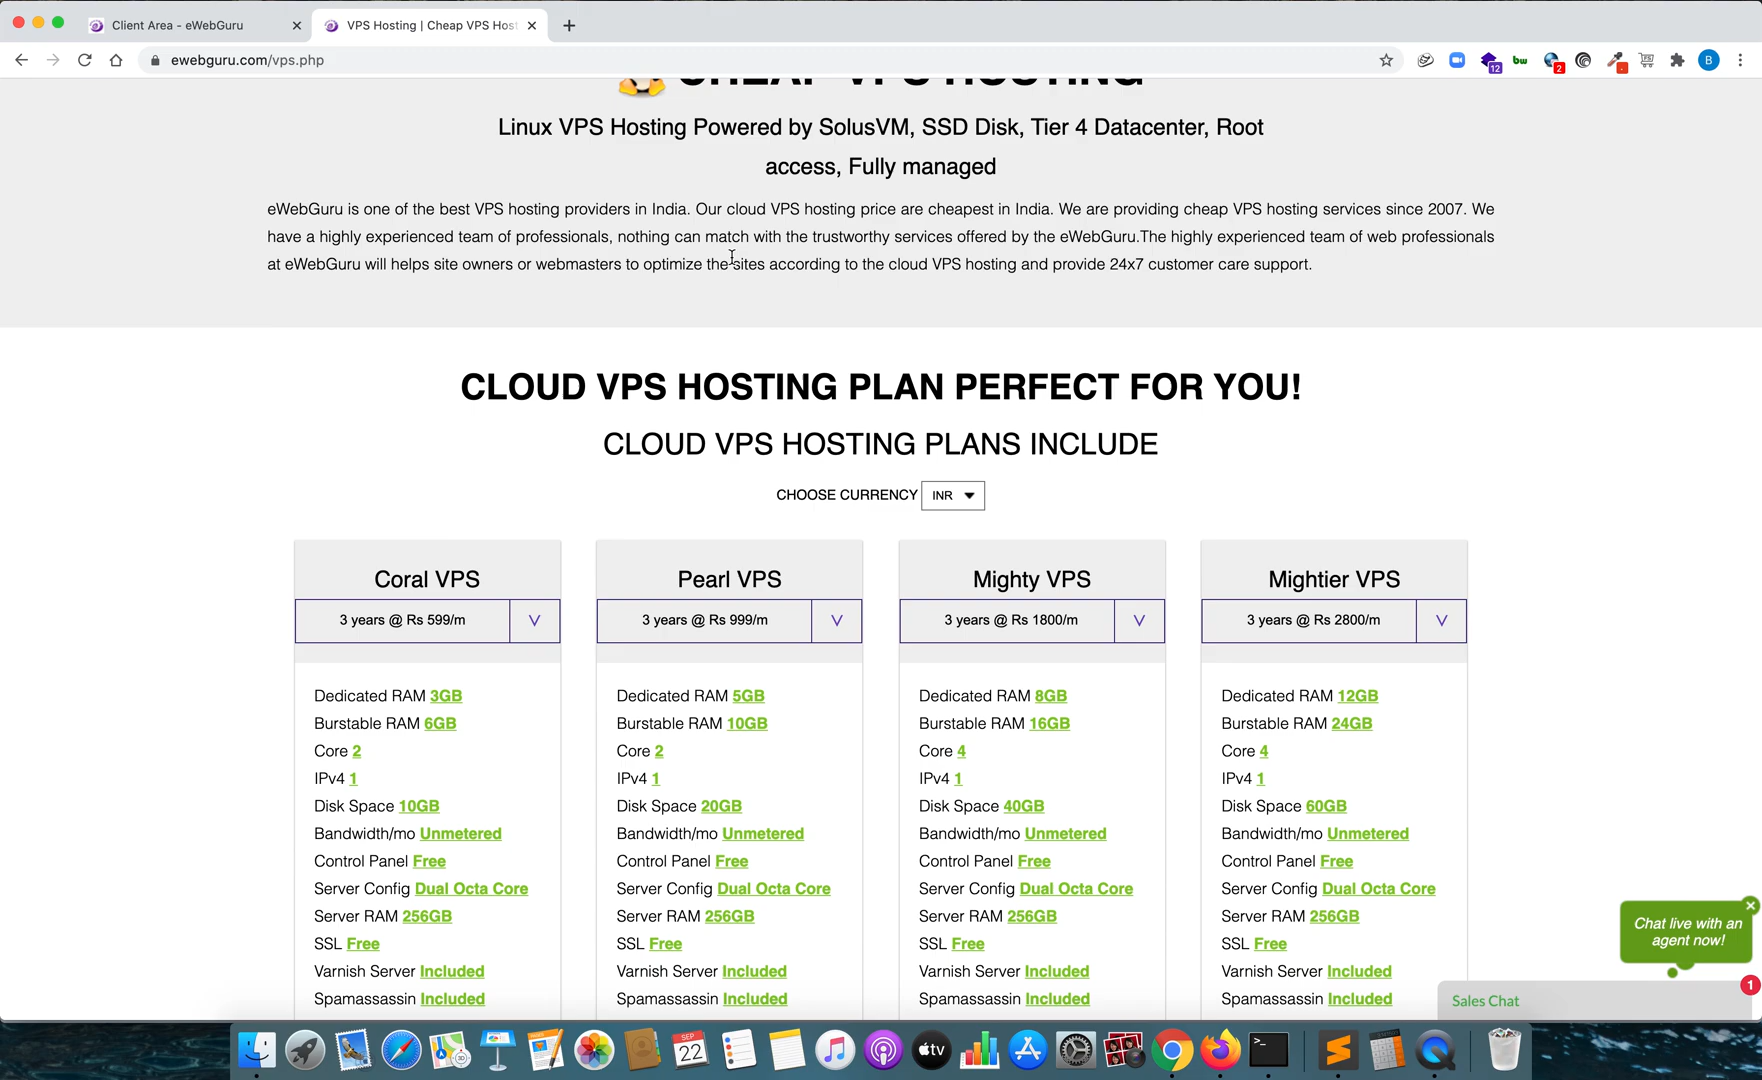 Client Area - eWebGuru
VPS Hosting | Cheap VPS Host
ewebguru.com/vps.php
12
bw
2
B
CHEAP VPS HOSTING
Linux VPS Hosting Powered by SolusVM, SSD Disk, Tier 4 Datacenter, Root
access, Fully managed
eWebGuru is one of the best VPS hosting providers in India. Our cloud VPS hosting price are cheapest in India. We are providing cheap VPS hosting services since 2007. We
have a highly experienced team of professionals, nothing can match with the trustworthy services offered by the eWebGuru.The highly experienced team of web professionals
at eWebGuru will helps site owners or webmasters to optimize the sites according to the cloud VPS hosting and provide 24x7 customer care support.
CLOUD VPS HOSTING PLAN PERFECT FOR YOU!
CLOUD VPS HOSTING PLANS INCLUDE
CHOOSE CURRENCY INR
Coral VPS
3 years @ Rs 599/m V
Dedicated RAM 3GB
Burstable RAM 6GB
Core 2
IPv4 1
Disk Space 10GB
Bandwidth/mo Unmetered
Control Panel Free
Server Config Dual Octa Core
Server RAM 256GB
SSL Free
Varnish Server Included
Spamassassin Included
Pearl VPS
3 years @ Rs 999/m V
Dedicated RAM 5GB
Burstable RAM 10GB
Core 2
IPv4 1
Disk Space 20GB
Bandwidth/mo Unmetered
Control Panel Free
Server Config Dual Octa Core
Server RAM 256GB
SSL Free
Varnish Server Included
Spamassassin Included
Mighty VPS
3 years @ Rs 1800/m V
Dedicated RAM 8GB
Burstable RAM 16GB
Core 4
IPv4 1
Disk Space 40GB
Bandwidth/mo Unmetered
Control Panel Free
Server Config Dual Octa Core
Server RAM 256GB
SSL Free
Varnish Server Included
Spamassassin Included
Mightier VPS
3 years @ Rs 2800/m V
Dedicated RAM 12GB
Burstable RAM 24GB
Core 4
IPv4 1
Disk Space 60GB
Bandwidth/mo Unmetered
Control Panel Free
Server Config Dual Octa Core
Server RAM 256GB
SSL Free
Varnish Server Included
Spamassassin Included
Chat live with an
agent now!
1
Sales Chat
SEP
22
tv